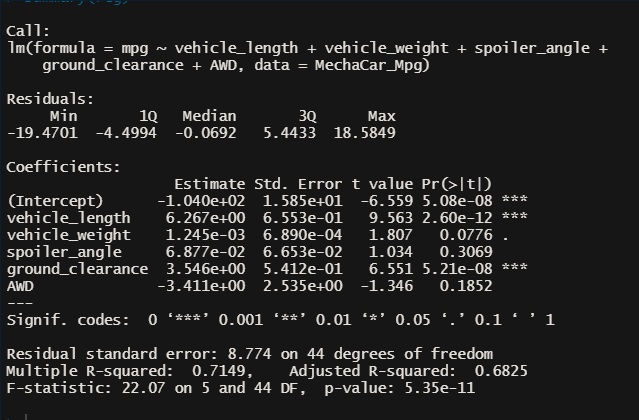 Call:
lm(formula = mpg ~ vehicle_length + vehicle_weight + spoiler_angle +
    ground_clearance + AWD, data = MechaCar_Mpg)
Residuals:
     Min       1Q   Median       3Q      Max
-19.4701  -4.4994  -0.0692   5.4433  18.5849
Coefficients:
                   Estimate Std. Error t value Pr(>|t|)
(Intercept)      -1.040e+02  1.585e+01  -6.559 5.08e-08 ***
vehicle_length    6.267e+00  6.553e-01   9.563 2.60e-12 ***
vehicle_weight    1.245e-03  6.890e-04   1.807   0.0776 .
spoiler_angle     6.877e-02  6.653e-02   1.034   0.3069
ground_clearance  3.546e+00  5.412e-01   6.551 5.21e-08 ***
AWD              -3.411e+00  2.535e+00  -1.346   0.1852
---
Signif. codes:  0 ‘***’ 0.001 ‘**’ 0.01 ‘*’ 0.05 ‘.’ 0.1 ‘ ’ 1
Residual standard error: 8.774 on 44 degrees of freedom
Multiple R-squared:  0.7149,    Adjusted R-squared:  0.6825
F-statistic: 22.07 on 5 and 44 DF,  p-value: 5.35e-11